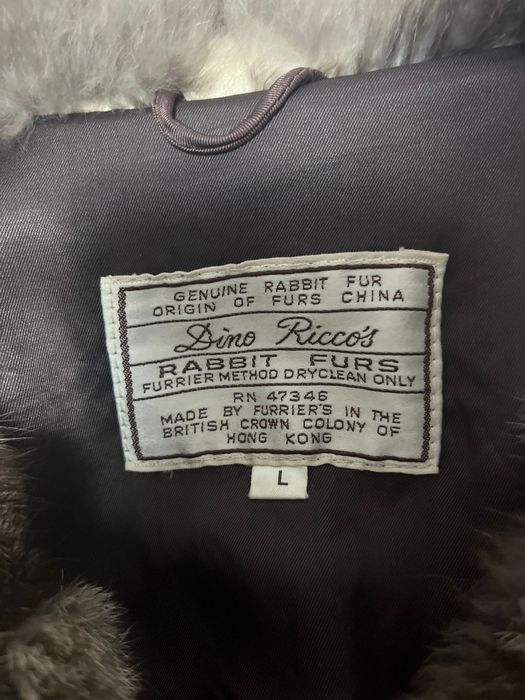 GENUINE RABBIT FUR
ORIGIN OF FURS CHINA
Dino Ricco's
RABBIT FURS
FURRIER METHOD DRYCLEAN ONLY
RN 47346
MADE BY FURRIER'S IN THE
BRITISH CROWN COLONY OF
HONG KONG
L